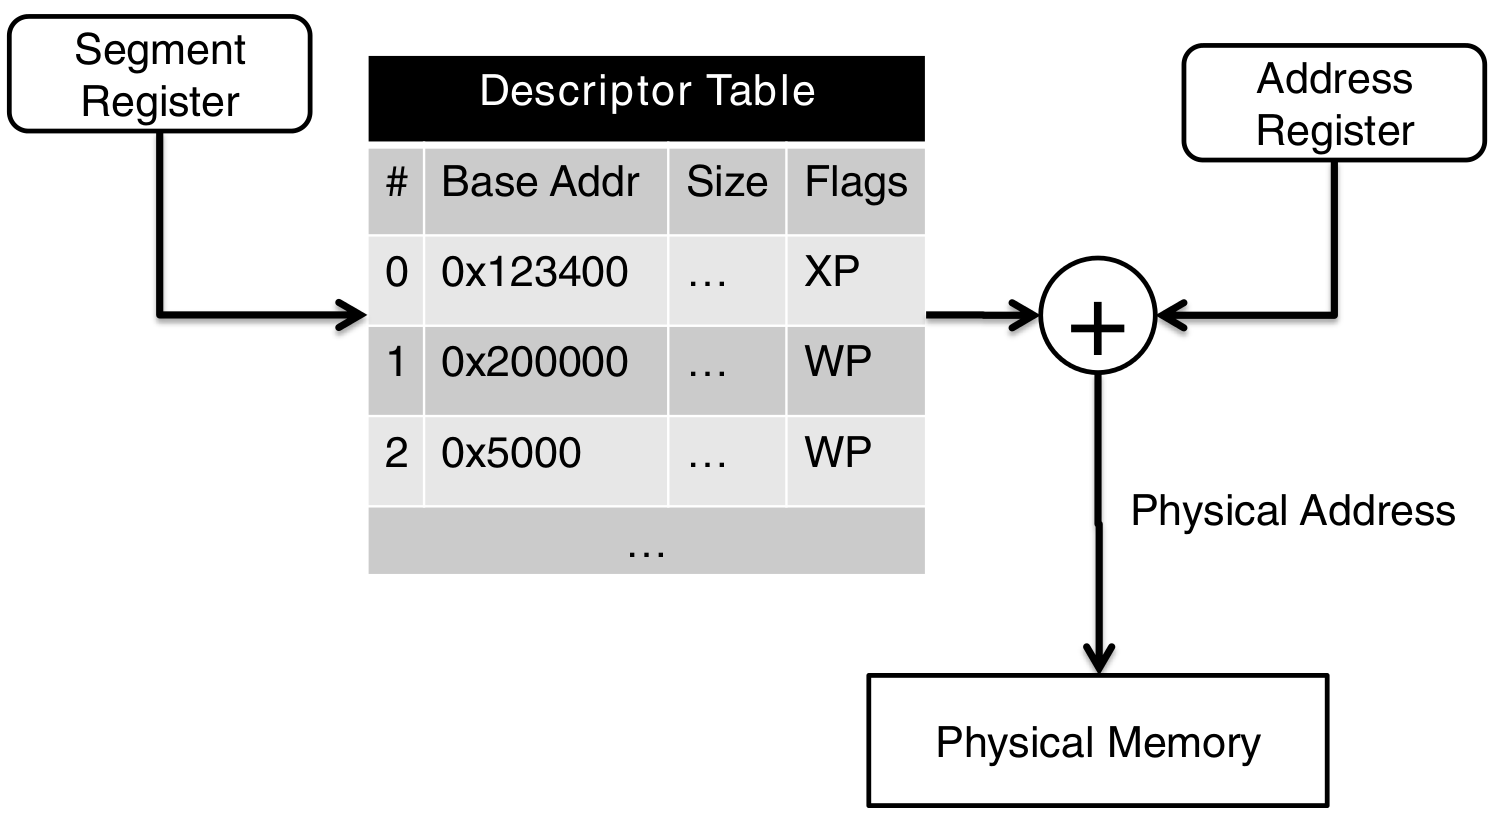 Segment
Register
Descriptor Table
Address
Register
# Base Addr Size Flags
0 0x123400 ... XP
1 0x200000 ... WP
2 0x5000 ... WP
...
+
Physical Address
Physical Memory